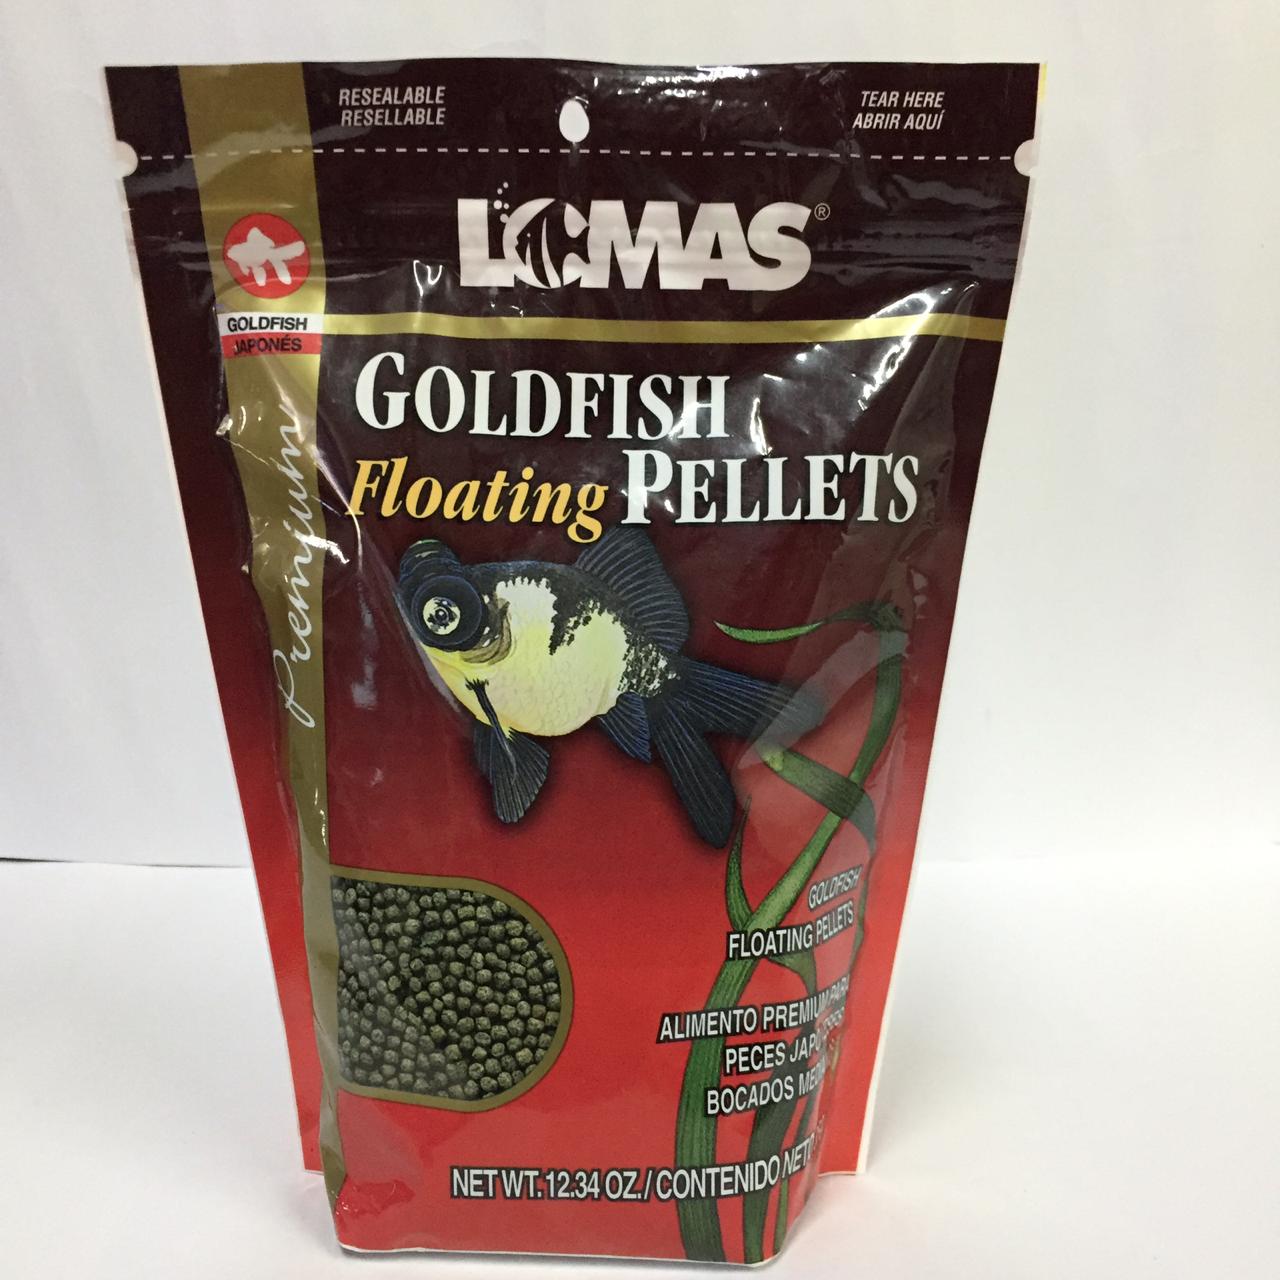 RESEALABLE
RESELLABLE
TEAR HERE
ABRIR AQUÍ
LOMAS®
GOLDFISH
JAPONÉS
Premium
GOLDFISH
Floating PELLETS
GOLDFISH
FLOATING PELLETS
ALIMENTO PREMIUM PARA
PECES
BOCADOS
NET WT. 12.34 OZ. / CONTENIDO NETO